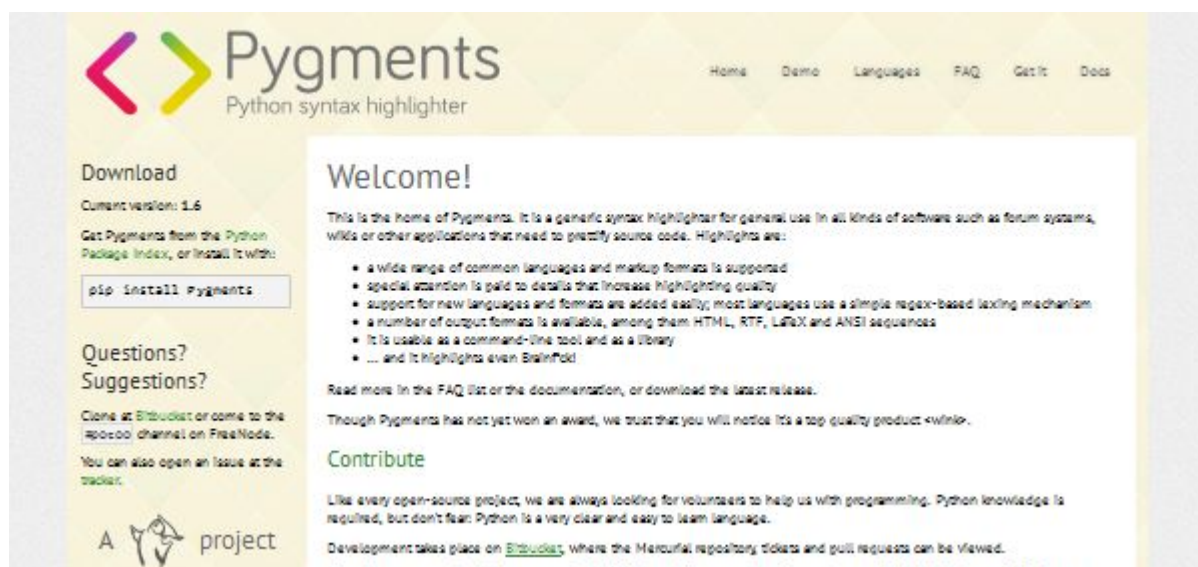 Pygments
Python syntax highlighter
Home Demo Languages FAQ Get it Docs
Download
Current version: 1.6
Get Pygments from the Python
Package Index, or install it with:
pip install Pygments
Questions?
Suggestions?
Clone at Bitbucket or come to the
#pocoo channel on FreeNode.
You can also open an issue at the
tracker.
A project
Welcome!
This is the home of Pygments. It is a generic syntax highlighter for general use in all kinds of software such as forum systems,
wikis or other applications that need to prettify source code. Highlights are:
• a wide range of common languages and markup formats is supported
• special attention is paid to details that increase highlighting quality
• support for new languages and formats are added easily; most languages use a simple regex-based lexing mechanism
• a number of output formats is available, among them HTML, RTF, LaTeX and ANSI sequences
• it is usable as a command-line tool and as a library
• ... and it highlights even Brainf*ck!
Read more in the FAQ list or the documentation, or download the latest release.
Though Pygments has not yet won an award, we trust that you will notice it's a top quality product <wink>.
Contribute
Like every open-source project, we are always looking for volunteers to help us with programming. Python knowledge is
required, but don't fear: Python is a very clear and easy to learn language.
Development takes place on Bitbucket, where the Mercurial repository, tickets and pull requests can be viewed.